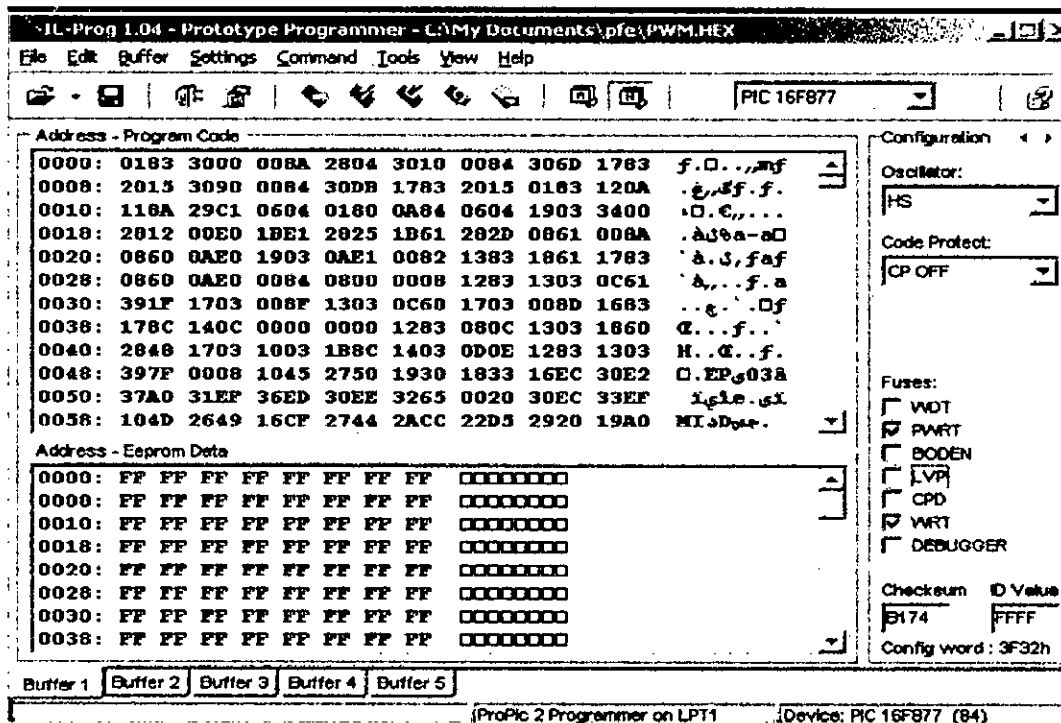 IC-Prog 1.04 - Prototype Programmer - C:\My Documents\pfe\PWM.HEX
File Edit Buffer Settings Command Tools View Help
PIC 16F877
Address - Program Code
0000: 0183 3000 008A 2804 3010 0084 306D 1783
0008: 2015 3090 0084 30DB 1783 2015 0183 120A
0010: 118A 29C1 0604 0180 0A84 0604 1903 3400
0018: 2812 00E0 1BE1 2825 1B61 282D 0861 008A
0020: 0860 0AE0 1903 0AE1 0082 1383 1861 1783
0028: 0860 0AE0 0084 0800 0008 1283 1303 0C61
0030: 391F 1703 008F 1303 0C60 1703 008D 1683
0038: 178C 140C 0000 0000 1283 080C 1303 1860
0040: 2848 1703 1003 1B8C 1403 0D0E 1283 1303
0048: 397F 0008 1045 2750 1930 1833 16EC 30E2
0050: 37A0 31EF 36ED 30EE 3265 0020 30EC 33EF
0058: 104D 2649 16CF 2744 2ACC 22D5 2920 19A0
Address - Eeprom Data
0000: FF FF FF FF FF FF FF FF
0008: FF FF FF FF FF FF FF FF
0010: FF FF FF FF FF FF FF FF
0018: FF FF FF FF FF FF FF FF
0020: FF FF FF FF FF FF FF FF
0028: FF FF FF FF FF FF FF FF
0030: FF FF FF FF FF FF FF FF
0038: FF FF FF FF FF FF FF FF
Configuration
Oscillator:
HS
Code Protect:
CP OFF
Fuses:
WDT
PWRT
BODEN
LVP
CPD
WRT
DEBUGGER
Checksum ID Value
B174 FFFF
Config word : 3F32h
Buffer 1 Buffer 2 Buffer 3 Buffer 4 Buffer 5
ProPic 2 Programmer on LPT1 Device: PIC 16F877 (84)